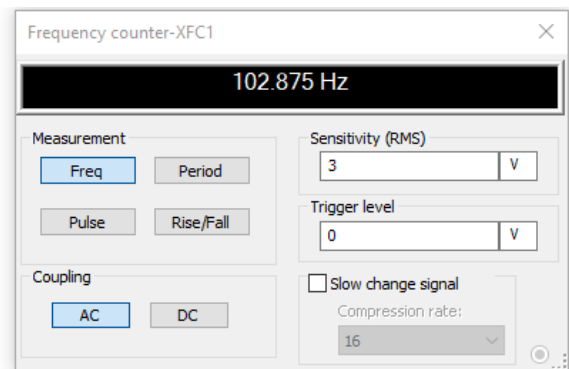 Frequency counter-XFC1
102.875 Hz
Measurement
Freq Period
Pulse Rise/Fall
Coupling
AC DC
Sensitivity (RMS)
3 V
Trigger level
0 V
Slow change signal
Compression rate:
16